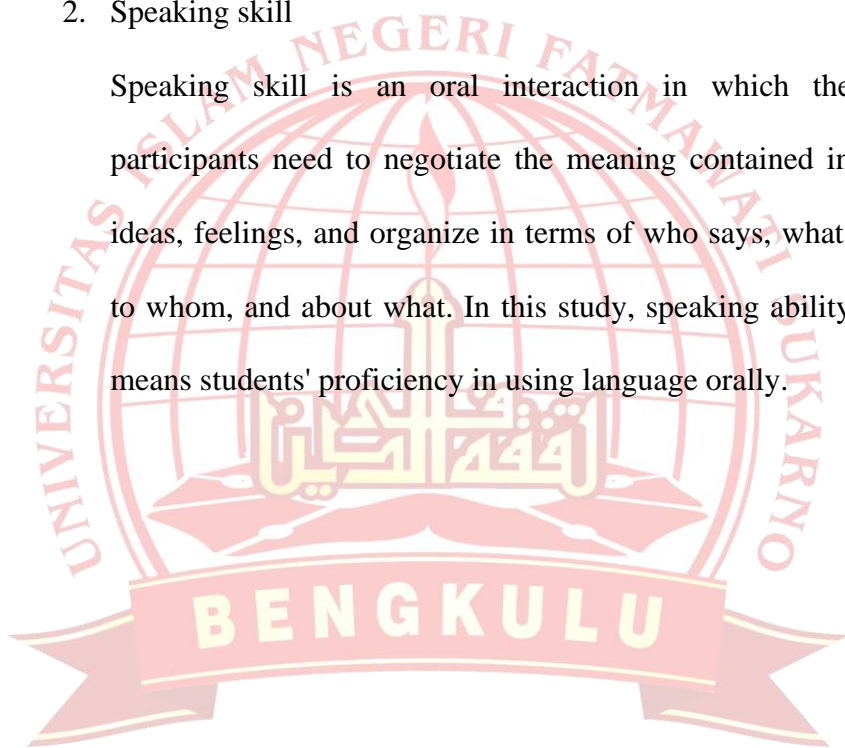 2. Speaking skill
Speaking skill is an oral interaction in which the
participants need to negotiate the meaning contained in
ideas, feelings, and organize in terms of who says, what
to whom, and about what. In this study, speaking ability
means students' proficiency in using language orally.
UNIVERSITAS ISLAM NEGERI FATMAWATI SUKARNO
BENGKULU